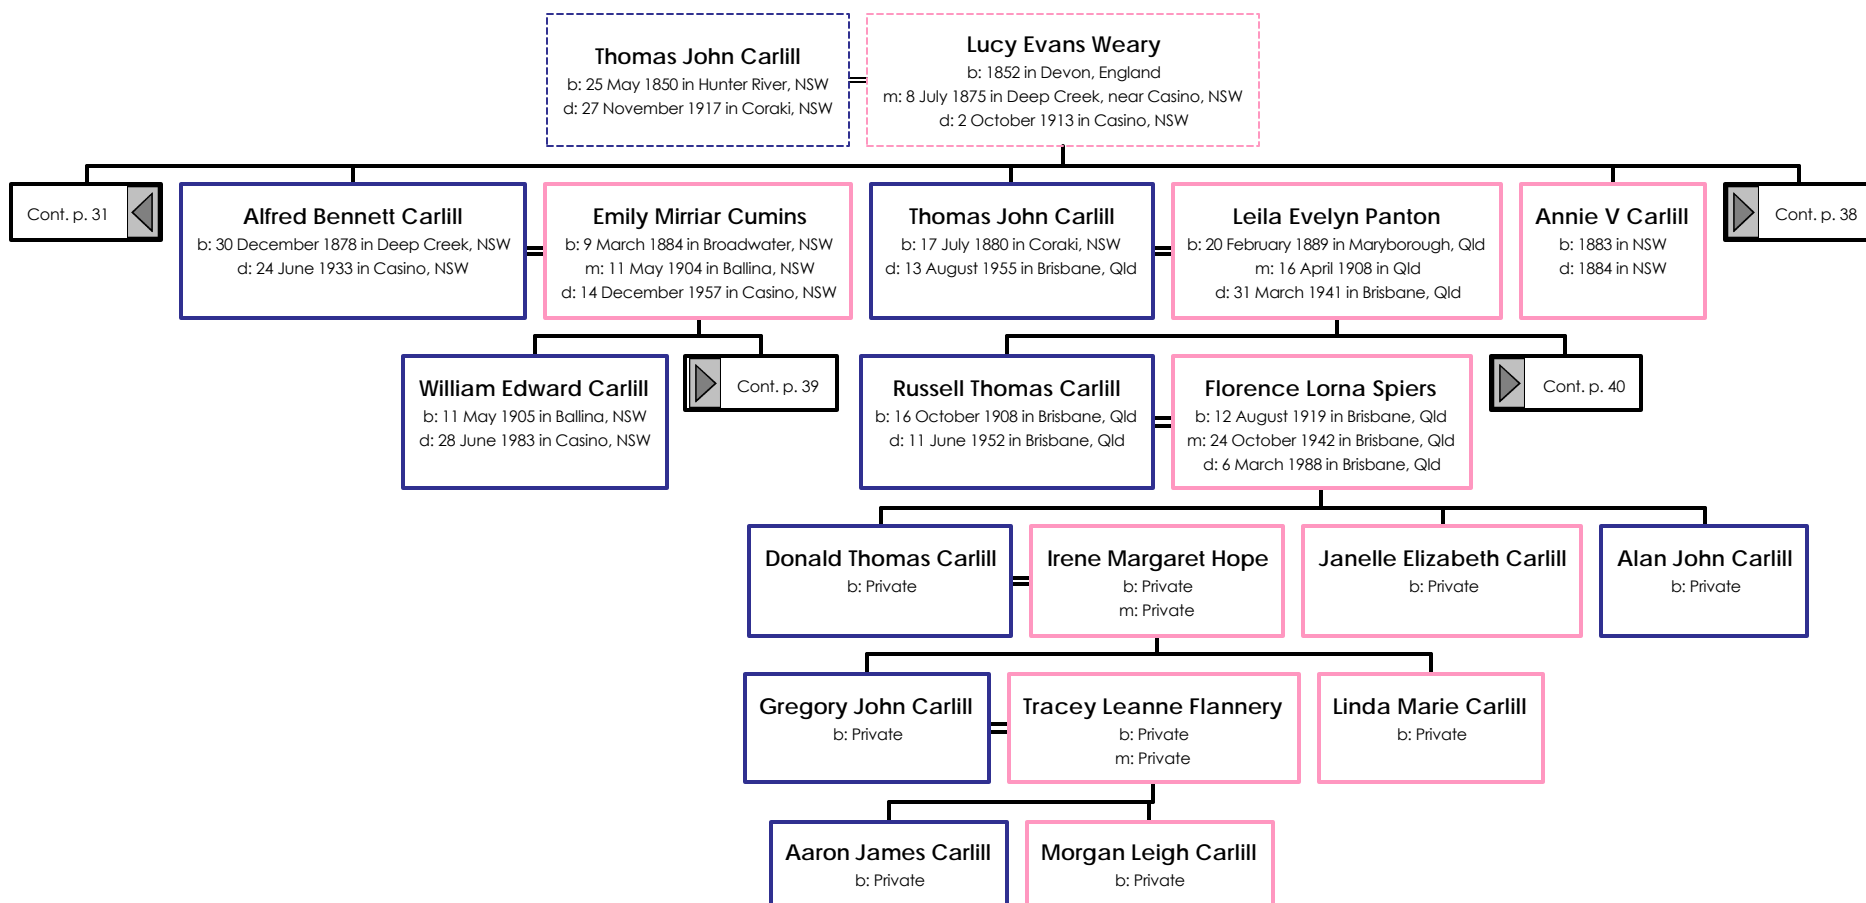 Thomas John Carlill
b: 25 May 1850 in Hunter River, NSW
d: 27 November 1917 in Coraki, NSW
Lucy Evans Weary
b: 1852 in Devon, England
m: 8 July 1875 in Deep Creek, near Casino, NSW
d: 2 October 1913 in Casino, NSW
Cont. p. 31
Alfred Bennett Carlill
b: 30 December 1878 in Deep Creek, NSW
d: 24 June 1933 in Casino, NSW
Emily Mirriar Cumins
b: 9 March 1884 in Broadwater, NSW
m: 11 May 1904 in Ballina, NSW
d: 14 December 1957 in Casino, NSW
Thomas John Carlill
b: 17 July 1880 in Coraki, NSW
d: 13 August 1955 in Brisbane, Qld
Leila Evelyn Panton
b: 20 February 1889 in Maryborough, Qld
m: 16 April 1908 in Qld
d: 31 March 1941 in Brisbane, Qld
Annie V Carlill
b: 1883 in NSW
d: 1884 in NSW
Cont. p. 38
William Edward Carlill
b: 11 May 1905 in Ballina, NSW
d: 28 June 1983 in Casino, NSW
Cont. p. 39
Russell Thomas Carlill
b: 16 October 1908 in Brisbane, Qld
d: 11 June 1952 in Brisbane, Qld
Florence Lorna Spiers
b: 12 August 1919 in Brisbane, Qld
m: 24 October 1942 in Brisbane, Qld
d: 6 March 1988 in Brisbane, Qld
Cont. p. 40
Donald Thomas Carlill
b: Private
Irene Margaret Hope
b: Private
m: Private
Janelle Elizabeth Carlill
b: Private
Alan John Carlill
b: Private
Gregory John Carlill
b: Private
Tracey Leanne Flannery
b: Private
m: Private
Linda Marie Carlill
b: Private
Aaron James Carlill
b: Private
Morgan Leigh Carlill
b: Private